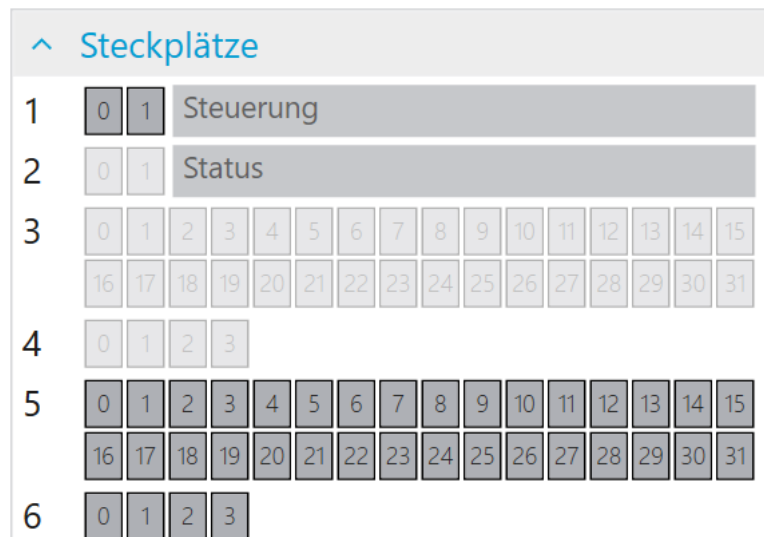 Steckplätze
1 0 1 Steuerung
2 0 1 Status
3 0 1 2 3 4 5 6 7 8 9 10 11 12 13 14 15
16 17 18 19 20 21 22 23 24 25 26 27 28 29 30 31
4 0 1 2 3
5 0 1 2 3 4 5 6 7 8 9 10 11 12 13 14 15
16 17 18 19 20 21 22 23 24 25 26 27 28 29 30 31
6 0 1 2 3